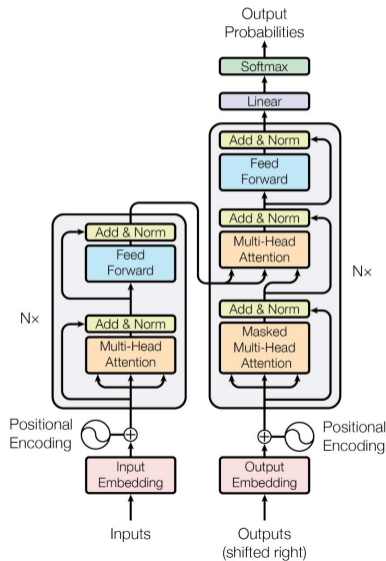 Output
Probabilities
Softmax
Linear
Add & Norm
Feed
Forward
Add & Norm
Multi-Head
Attention
Nx
Add & Norm
Masked
Multi-Head
Attention
Add & Norm
Feed
Forward
Nx
Add & Norm
Multi-Head
Attention
Positional
Encoding
Positional
Encoding
Input
Embedding
Output
Embedding
Inputs
Outputs
(shifted right)